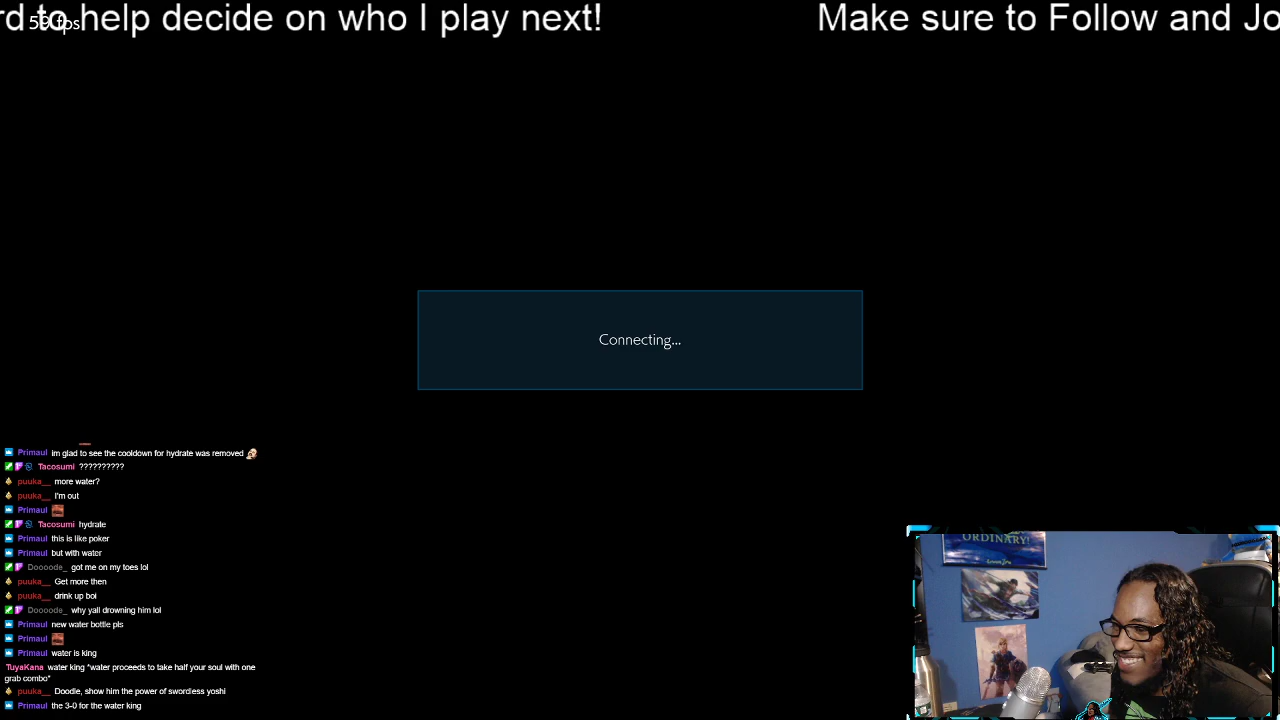 rd to help decide on who I play next! Make sure to Follow and Jo
59 fps
Connecting...
Primaul im glad to see the cooldown for hydrate was removed
Tacosumi ??????????
puuka__ more water?
puuka__ I'm out
Primaul
Tacosumi hydrate
Primaul this is like poker
Primaul but with water
Doooode_ got me on my toes lol
puuka__ Get more then
puuka__ drink up boi
Doooode_ why yall drowning him lol
Primaul new water bottle pls
Primaul
Primaul water is king
TuyaKana water king *water proceeds to take half your soul with one
grab combo*
puuka__ Doodle, show him the power of swordless yoshi
Primaul the 3-0 for the water king
ORDINARY!